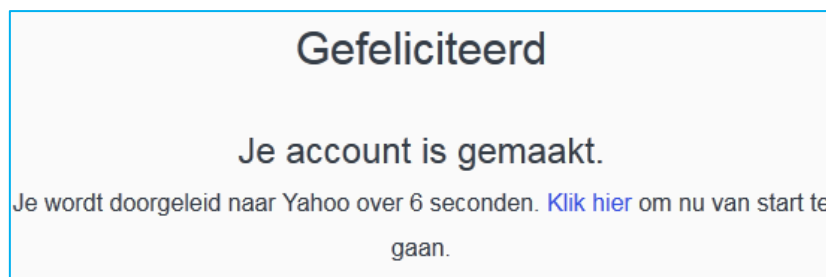 Gefeliciteerd
Je account is gemaakt.
Je wordt doorgeleid naar Yahoo over 6 seconden. Klik hier om nu van start te
gaan.